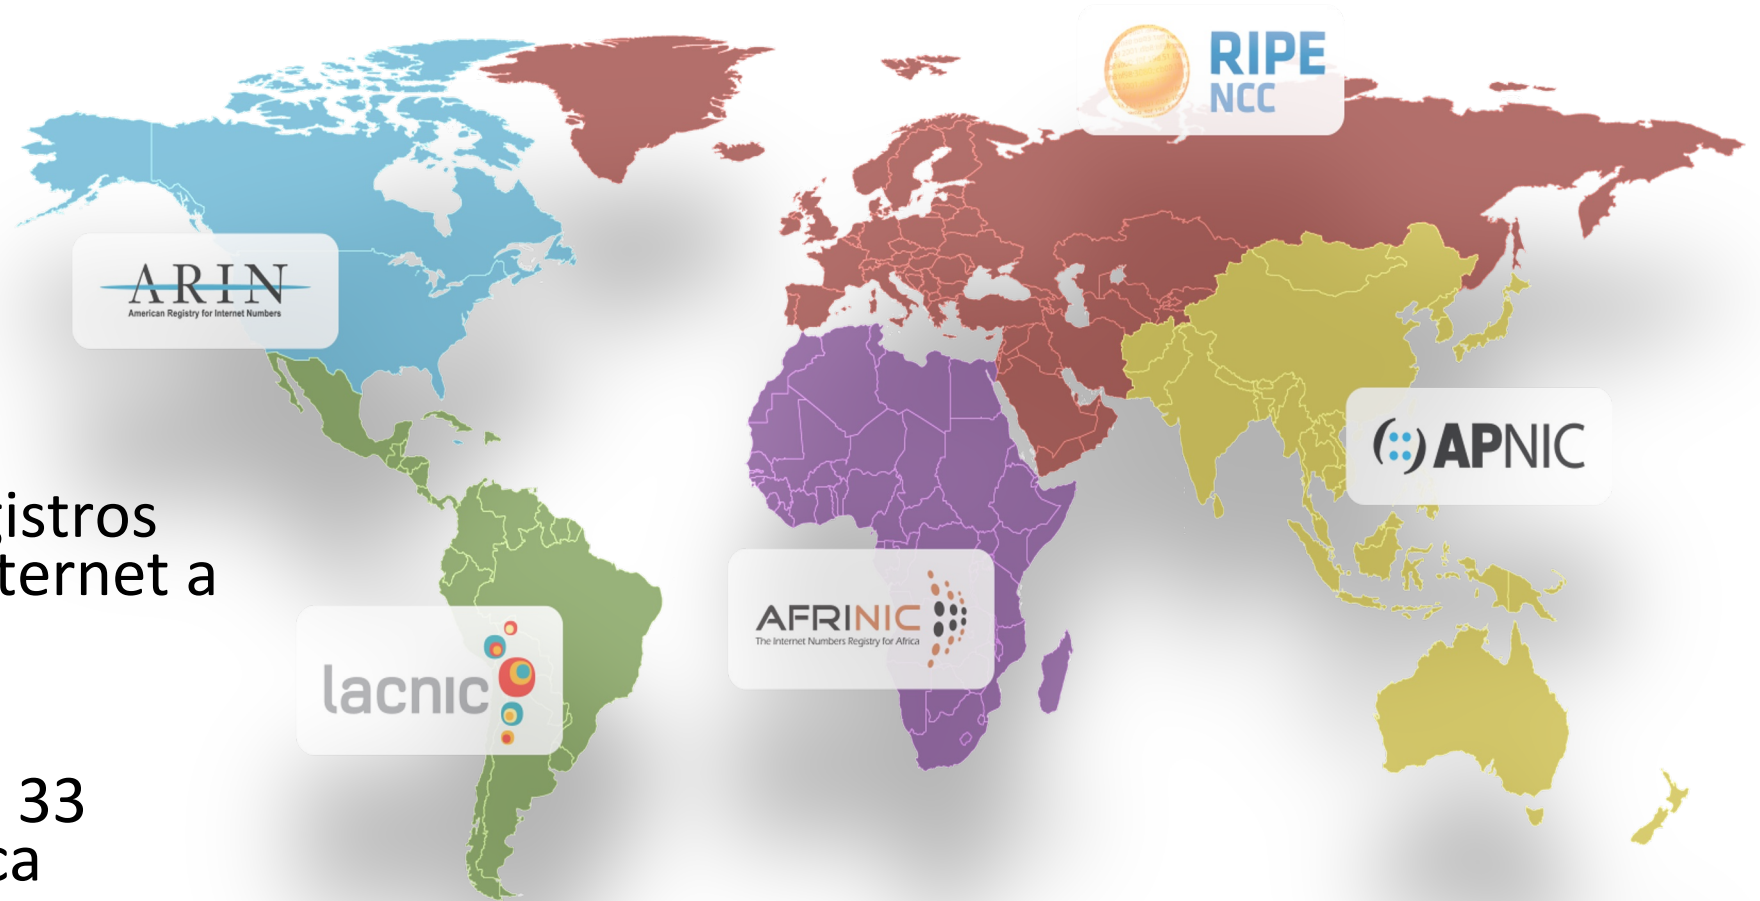 RIPE
NCC
ARIN
American Registry for Internet Numbers
APNIC
gistros
ternet a
AFRINIC
The Internet Numbers Registry for Africa
lacnic
33
ca